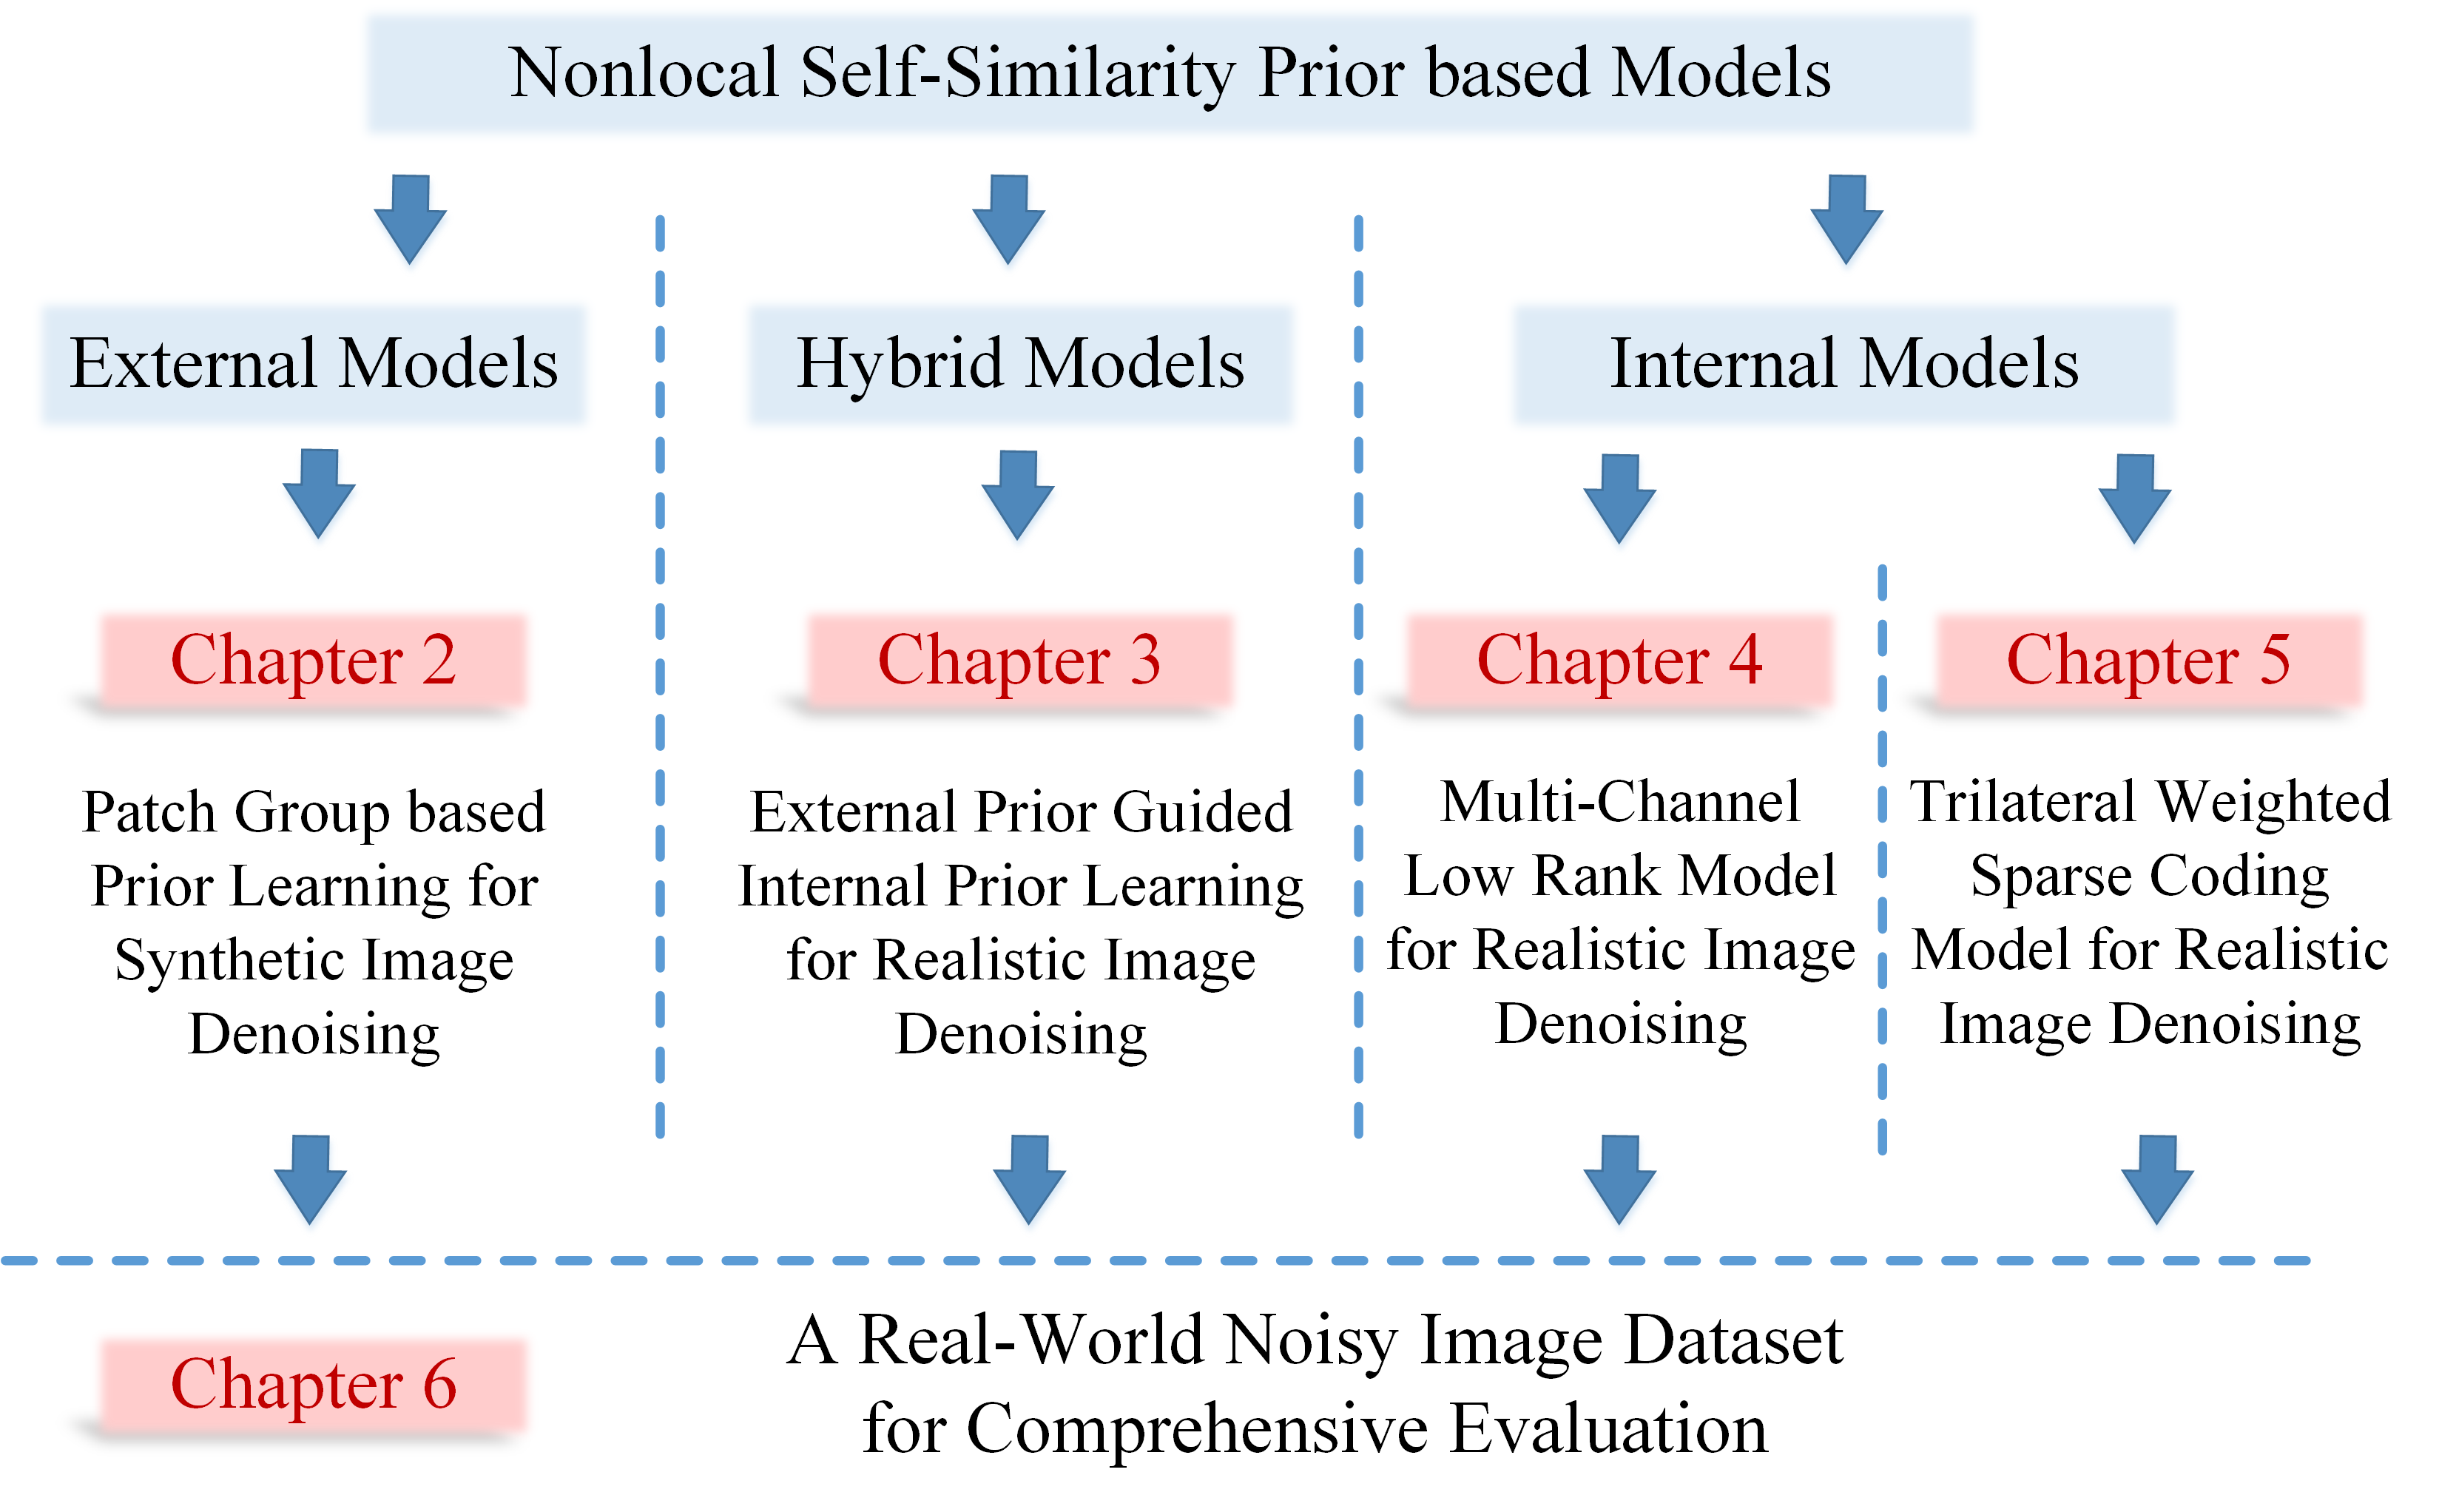 Nonlocal Self-Similarity Prior based Models
External Models
Hybrid Models
Internal Models
Chapter 2
Patch Group based
Prior Learning for
Synthetic Image
Denoising
Chapter 3
External Prior Guided
Internal Prior Learning
for Realistic Image
Denoising
Chapter 4
Multi-Channel
Low Rank Model
for Realistic Image
Denoising
Chapter 5
Trilateral Weighted
Sparse Coding
Model for Realistic
Image Denoising
Chapter 6
A Real-World Noisy Image Dataset
for Comprehensive Evaluation